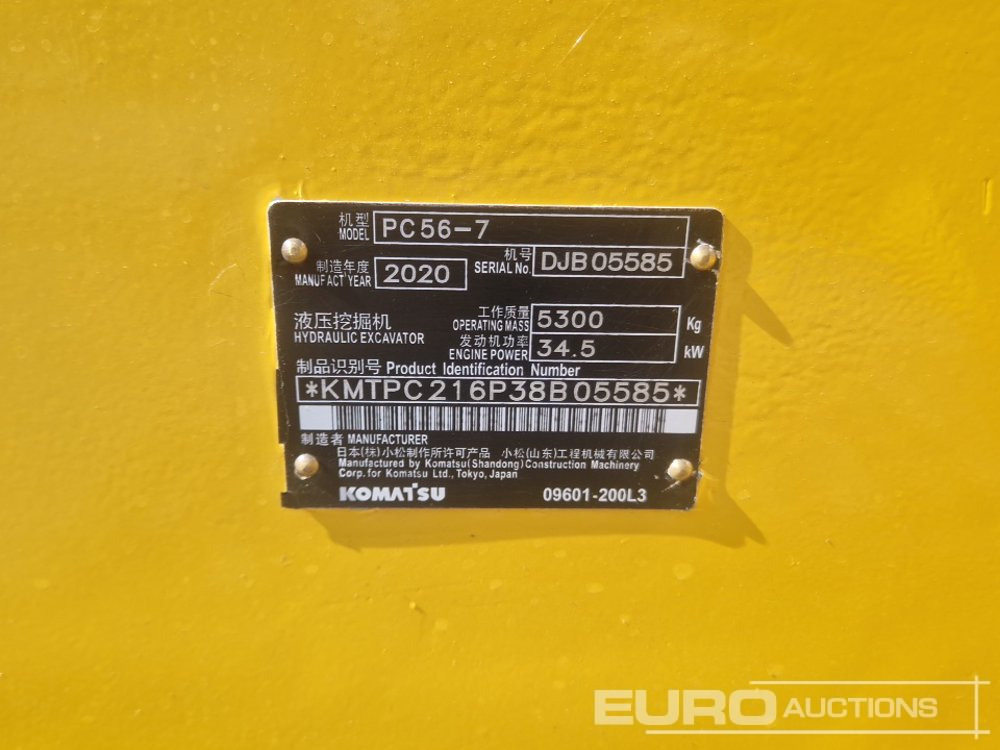 机型
MODEL PC56-7
制造年度
MANUFACT YEAR 2020
机号
SERIAL No. DJB05585
液压挖掘机
HYDRAULIC EXCAVATOR
工作质量
OPERATING MASS 5300 Kg
发动机功率
ENGINE POWER 34.5 kW
制品识别号 Product Identification Number
*KMTPC216P38B05585*
制造者 MANUFACTURER
日本(株)小松制作所许可产品 小松(山东)工程机械有限公司
Manufactured by Komatsu(Shandong) Construction Machinery
Corp. for Komatsu Ltd., Tokyo, Japan
KOMATSU 09601-200L3
EURO AUCTIONS